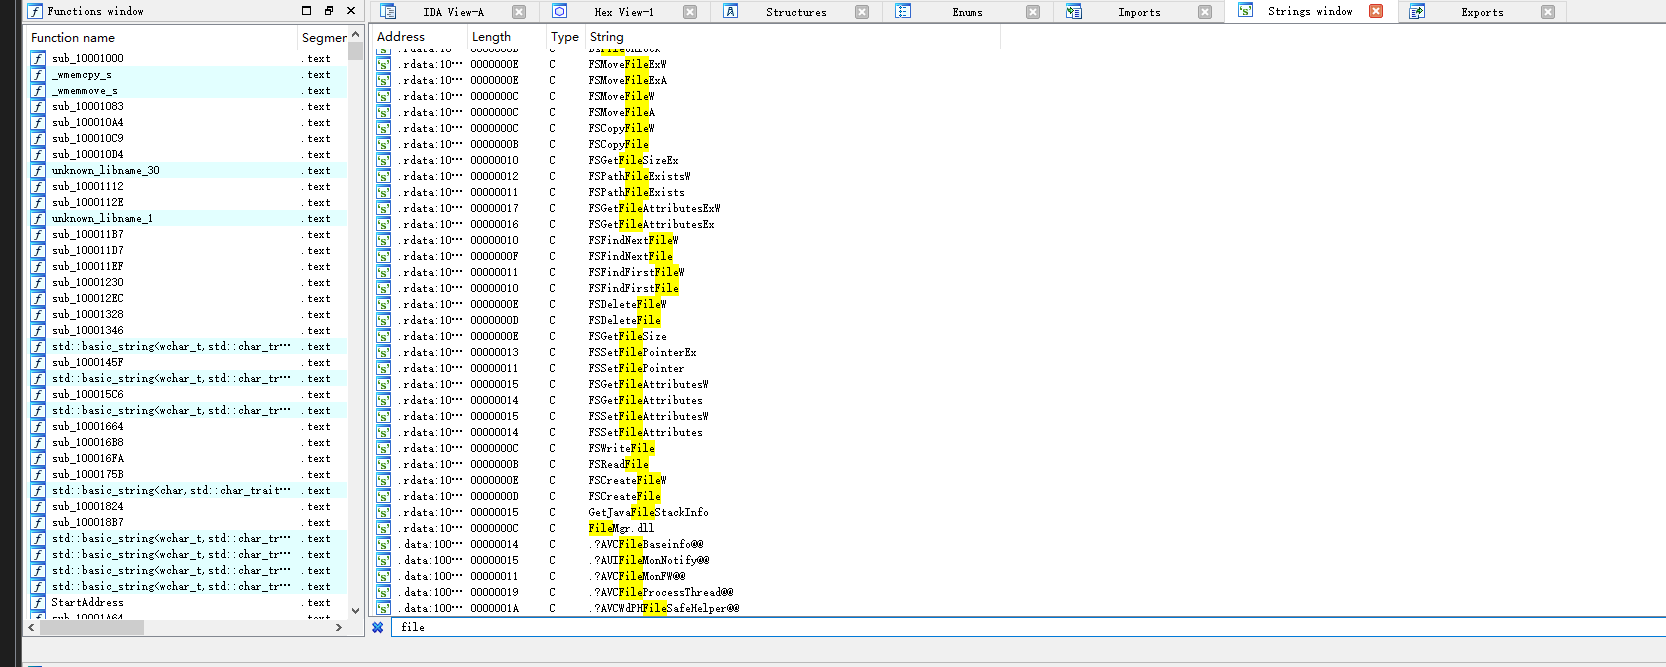 Functions window
Function name Segmer
sub_10001000 .text
_wmemcpy_s .text
_wmemmove_s .text
sub_10001083 .text
sub_100010A4 .text
sub_100010C9 .text
sub_100010D4 .text
unknown_libname_30 .text
sub_10001112 .text
sub_1000112E .text
unknown_libname_1 .text
sub_100011B7 .text
sub_100011D7 .text
sub_100011EF .text
sub_10001230 .text
sub_100012EC .text
sub_10001328 .text
sub_10001346 .text
std::basic_string<wchar_t,std::char_tr… .text
sub_1000145F .text
std::basic_string<wchar_t,std::char_tr… .text
sub_100015C6 .text
std::basic_string<wchar_t,std::char_tr… .text
sub_10001664 .text
sub_100016B8 .text
sub_100016FA .text
sub_1000175B .text
std::basic_string<char,std::char_trait… .text
sub_10001824 .text
sub_100018B7 .text
std::basic_string<wchar_t,std::char_tr… .text
std::basic_string<wchar_t,std::char_tr… .text
std::basic_string<wchar_t,std::char_tr… .text
std::basic_string<wchar_t,std::char_tr… .text
StartAddress .text
sub_10001A64 .text
IDA View-A Hex View-1 Structures Enums Imports Strings window Exports
Address Length Type String
.rdata:10… 0000000E C FSMoveFileExW
.rdata:10… 0000000E C FSMoveFileExA
.rdata:10… 0000000C C FSMoveFileW
.rdata:10… 0000000C C FSMoveFileA
.rdata:10… 0000000C C FSCopyFileW
.rdata:10… 0000000B C FSCopyFile
.rdata:10… 00000010 C FSGetFileSizeEx
.rdata:10… 00000012 C FSPathFileExistsW
.rdata:10… 00000011 C FSPathFileExists
.rdata:10… 00000017 C FSGetFileAttributesExW
.rdata:10… 00000016 C FSGetFileAttributesEx
.rdata:10… 00000010 C FSFindNextFileW
.rdata:10… 0000000F C FSFindNextFile
.rdata:10… 00000011 C FSFindFirstFileW
.rdata:10… 00000010 C FSFindFirstFile
.rdata:10… 0000000E C FSDeleteFileW
.rdata:10… 0000000D C FSDeleteFile
.rdata:10… 0000000E C FSGetFileSize
.rdata:10… 00000013 C FSSetFilePointerEx
.rdata:10… 00000011 C FSSetFilePointer
.rdata:10… 00000015 C FSGetFileAttributesW
.rdata:10… 00000014 C FSGetFileAttributes
.rdata:10… 00000015 C FSSetFileAttributesW
.rdata:10… 00000014 C FSSetFileAttributes
.rdata:10… 0000000C C FSWriteFile
.rdata:10… 0000000B C FSReadFile
.rdata:10… 0000000E C FSCreateFileW
.rdata:10… 0000000D C FSCreateFile
.rdata:10… 00000015 C GetJavaFileStackInfo
.rdata:10… 0000000C C FileMgr.dll
.data:100… 00000014 C .?AVCFileBaseinfo@@
.data:100… 00000015 C .?AUIFileMonNotify@@
.data:100… 00000011 C .?AVCFileMonFW@@
.data:100… 00000019 C .?AVCFileProcessThread@@
.data:100… 0000001A C .?AVCWdPHFileSafeHelper@@
file